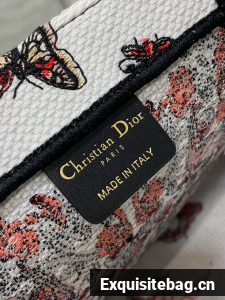 Christian Dior
PARIS
MADE IN ITALY
Exquisitebag.cn